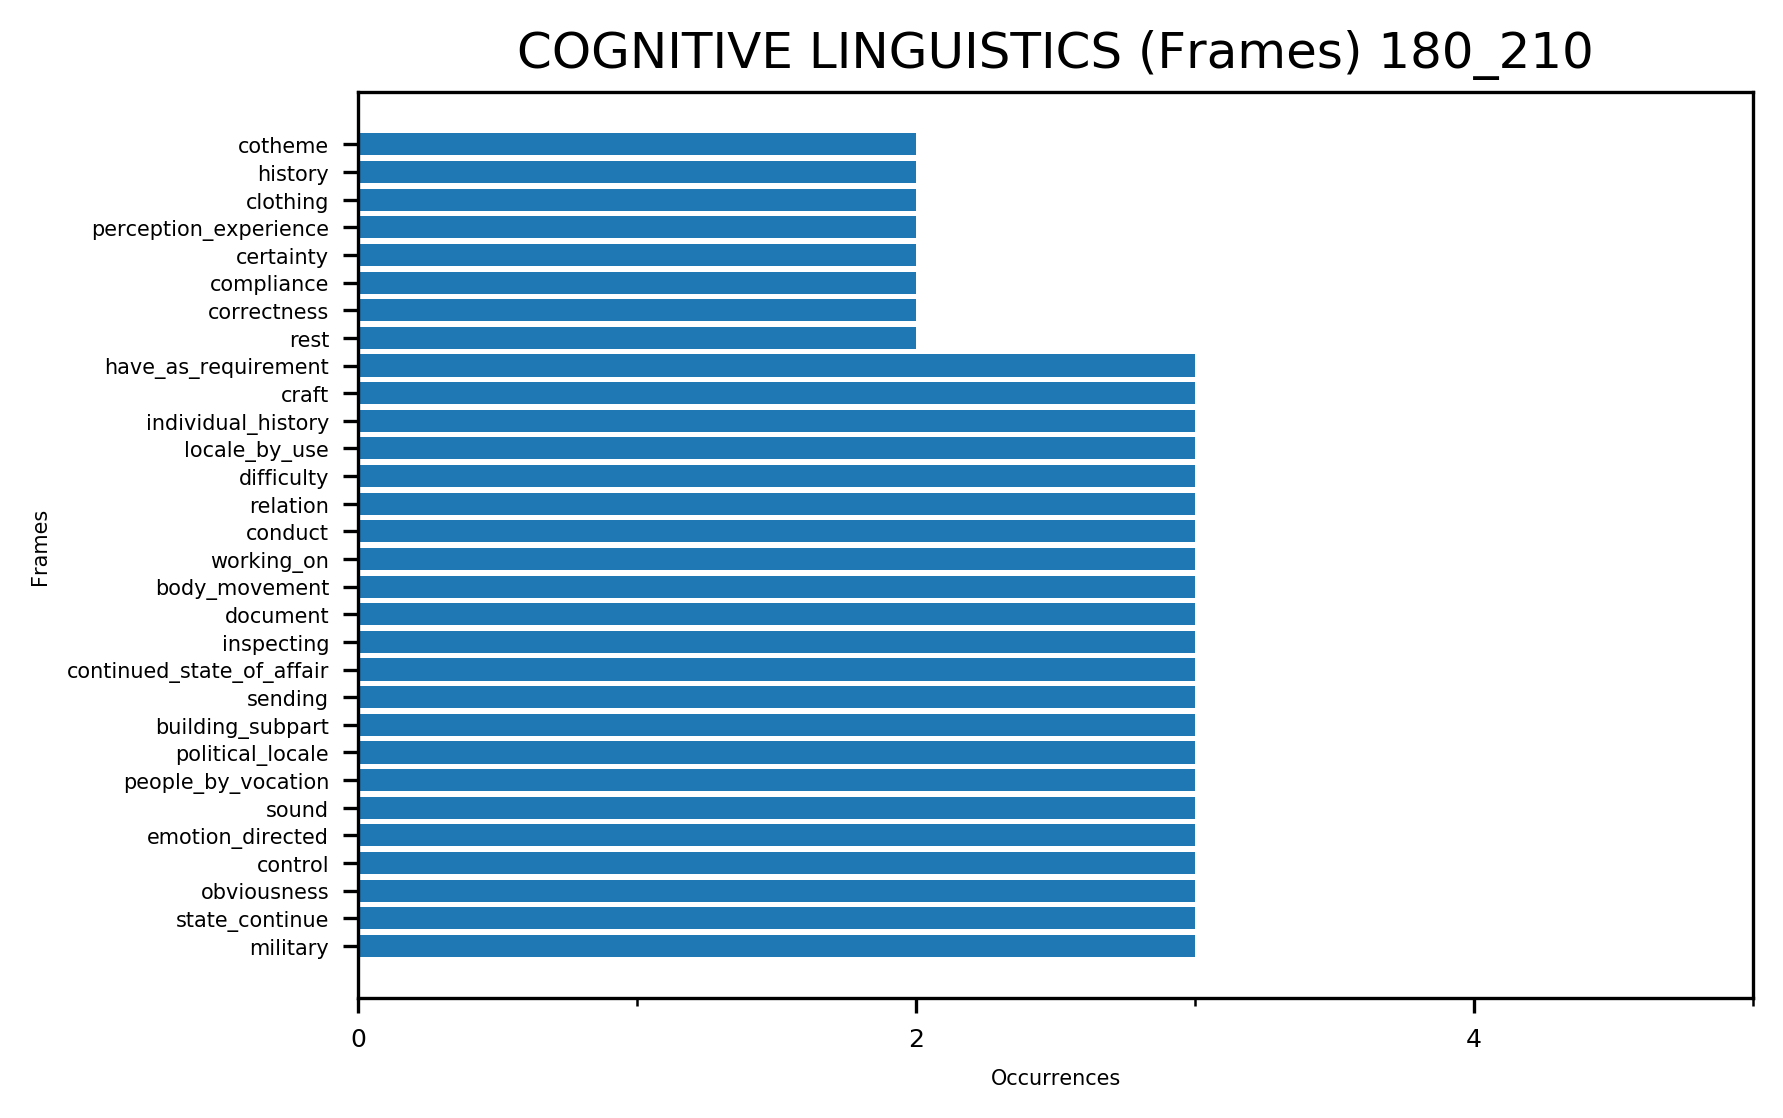 COGNITIVE LINGUISTICS (Frames) 180_210
cotheme
history
clothing
perception_experience
certainty
compliance
correctness
rest
have_as_requirement
craft
individual_history
locale_by_use
difficulty
relation
conduct
working_on
body_movement
document
inspecting
continued_state_of_affair
sending
building_subpart
political_locale
people_by_vocation
sound
emotion_directed
control
obviousness
state_continue
military
Frames
0 2 4
Occurrences